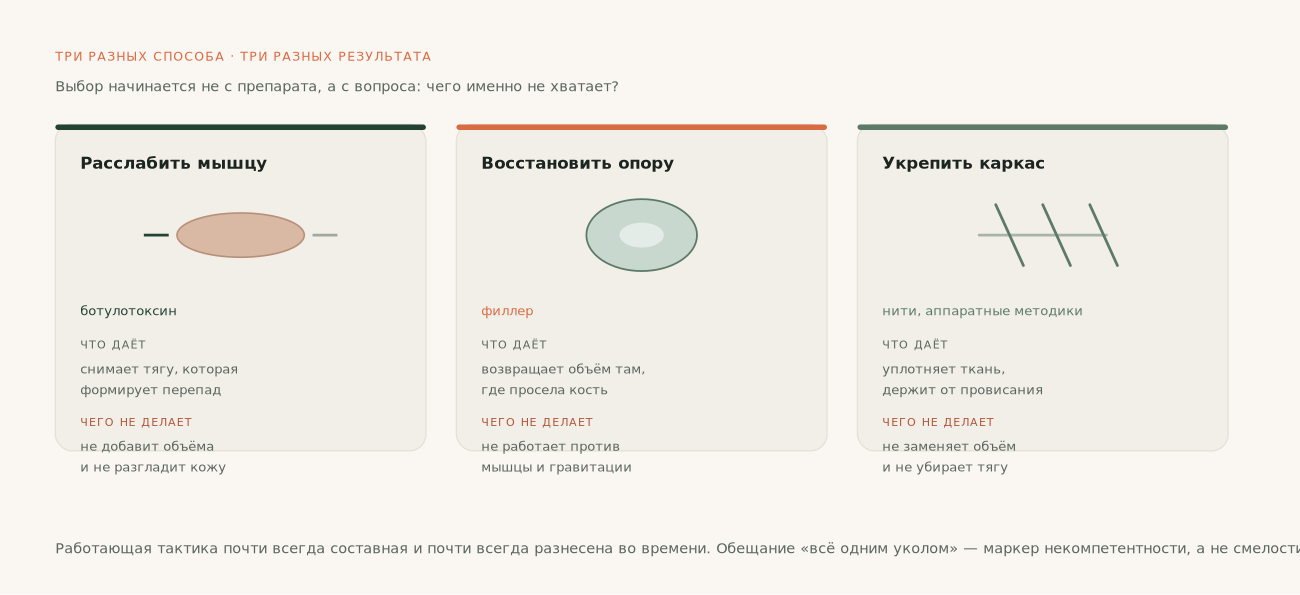 ТРИ РАЗНЫХ СПОСОБА · ТРИ РАЗНЫХ РЕЗУЛЬТАТА
Выбор начинается не с препарата, а с вопроса: чего именно не хватает?
Расслабить мышцу
ботулотоксин
ЧТО ДАЁТ
снимает тягу, которая
формирует перепад
ЧЕГО НЕ ДЕЛАЕТ
не добавит объёма
и не разгладит кожу
Восстановить опору
филлер
ЧТО ДАЁТ
возвращает объём там,
где просела кость
ЧЕГО НЕ ДЕЛАЕТ
не работает против
мышцы и гравитации
Укрепить каркас
нити, аппаратные методики
ЧТО ДАЁТ
уплотняет ткань,
держит от провисания
ЧЕГО НЕ ДЕЛАЕТ
не заменяет объём
и не убирает тягу
Работающая тактика почти всегда составная и почти всегда разнесена во времени. Обещание «всё одним уколом» — маркер некомпетентности, а не смелости